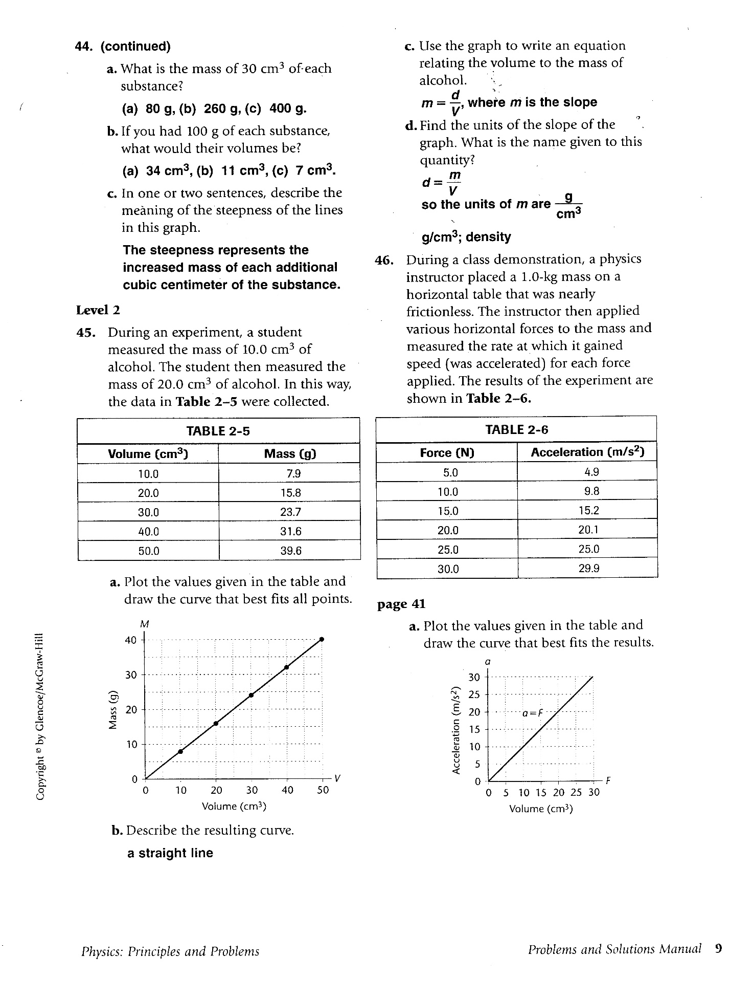 44. (continued)
a. What is the mass of 30 cm³ of each
substance?
(a) 80 g, (b) 260 g, (c) 400 g.
b. If you had 100 g of each substance,
what would their volumes be?
(a) 34 cm³, (b) 11 cm³, (c) 7 cm³.
c. In one or two sentences, describe the
meaning of the steepness of the lines
in this graph.
The steepness represents the
increased mass of each additional
cubic centimeter of the substance.
Level 2
45. During an experiment, a student
measured the mass of 10.0 cm³ of
alcohol. The student then measured the
mass of 20.0 cm³ of alcohol. In this way,
the data in Table 2–5 were collected.
TABLE 2-5
Volume (cm³) Mass (g)
10.0 7.9
20.0 15.8
30.0 23.7
40.0 31.6
50.0 39.6
a. Plot the values given in the table and
draw the curve that best fits all points.
M
40
30
20
10
0
Mass (g)
V
0 10 20 30 40 50
Volume (cm³)
b. Describe the resulting curve.
a straight line
c. Use the graph to write an equation
relating the volume to the mass of
alcohol.
m = d/V, where m is the slope
d. Find the units of the slope of the
graph. What is the name given to this
quantity?
d = m/V
so the units of m are g/cm³
g/cm³; density
46. During a class demonstration, a physics
instructor placed a 1.0-kg mass on a
horizontal table that was nearly
frictionless. The instructor then applied
various horizontal forces to the mass and
measured the rate at which it gained
speed (was accelerated) for each force
applied. The results of the experiment are
shown in Table 2–6.
TABLE 2-6
Force (N) Acceleration (m/s²)
5.0 4.9
10.0 9.8
15.0 15.2
20.0 20.1
25.0 25.0
30.0 29.9
page 41
a. Plot the values given in the table and
draw the curve that best fits the results.
a
30
25
20
15
10
5
0
Acceleration (m/s²)
a = F
F
0 5 10 15 20 25 30
Volume (cm³)
Copyright © by Glencoe/McGraw-Hill
Physics: Principles and Problems
Problems and Solutions Manual 9